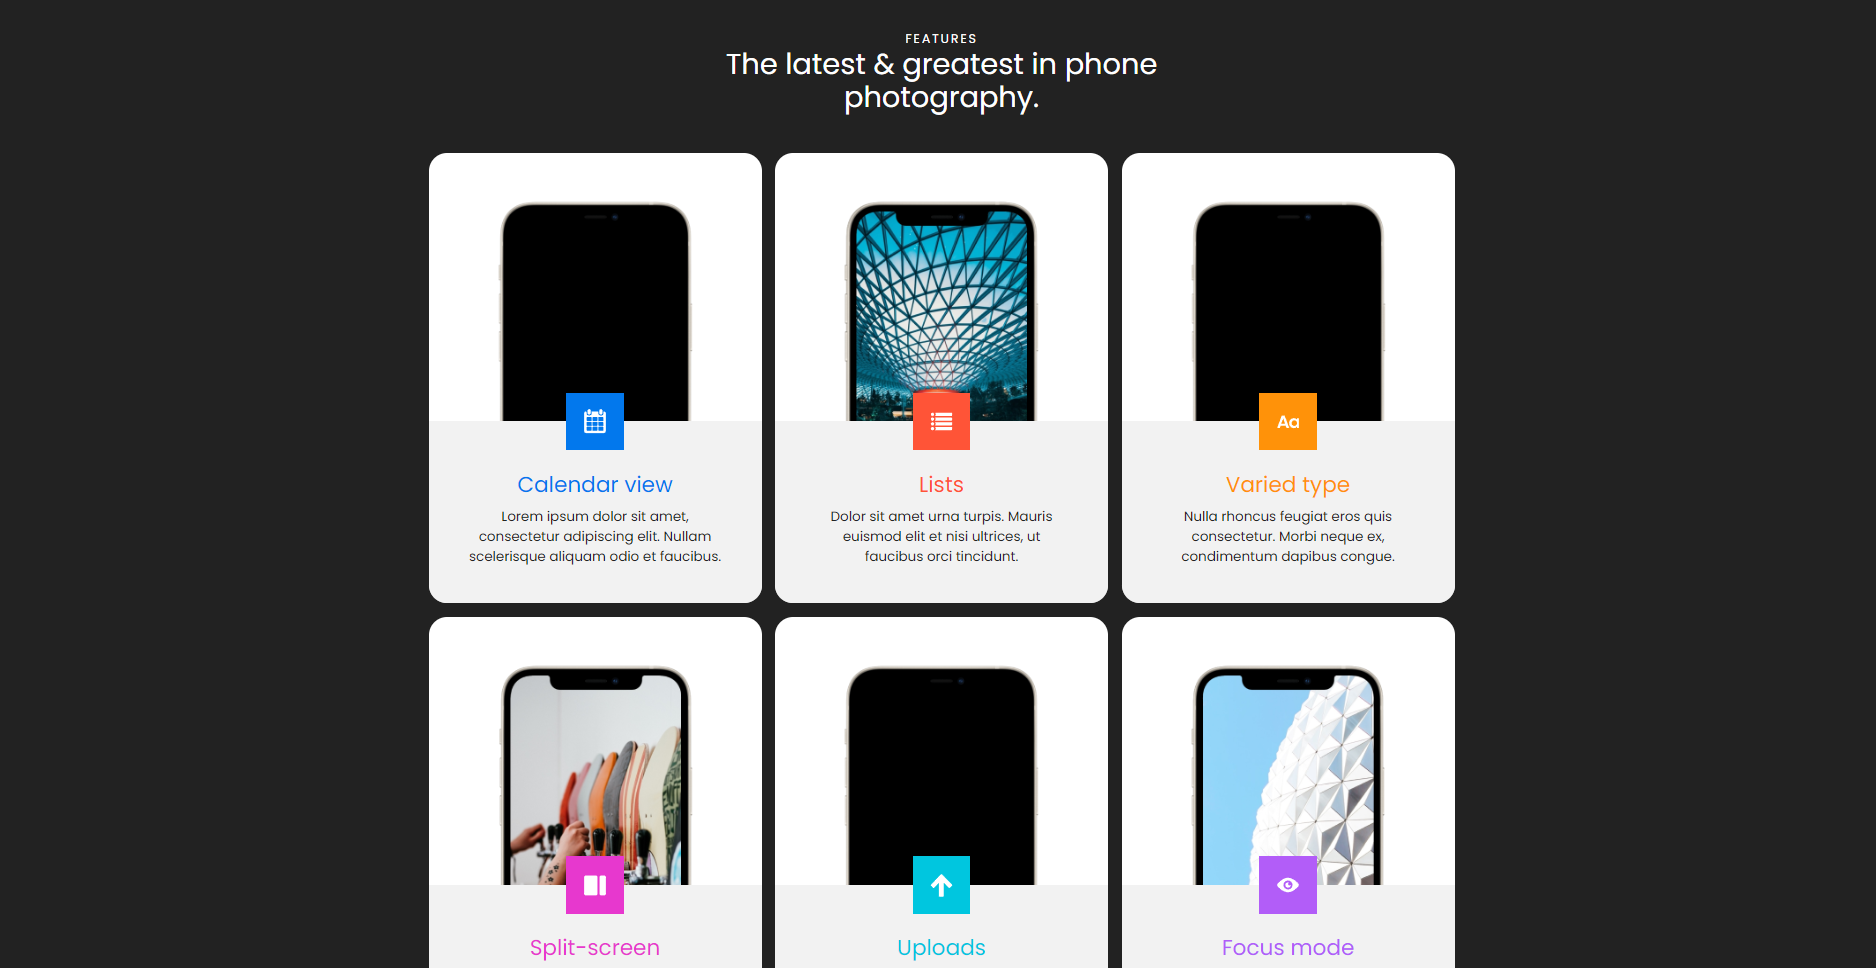 FEATURES
The latest & greatest in phone
photography.
Calendar view
Lorem ipsum dolor sit amet,
consectetur adipiscing elit. Nullam
scelerisque aliquam odio et faucibus.
Lists
Dolor sit amet urna turpis. Mauris
euismod elit et nisi ultrices, ut
faucibus orci tincidunt.
Aa
Varied type
Nulla rhoncus feugiat eros quis
consectetur. Morbi neque ex,
condimentum dapibus congue.
Split-screen
Uploads
Focus mode